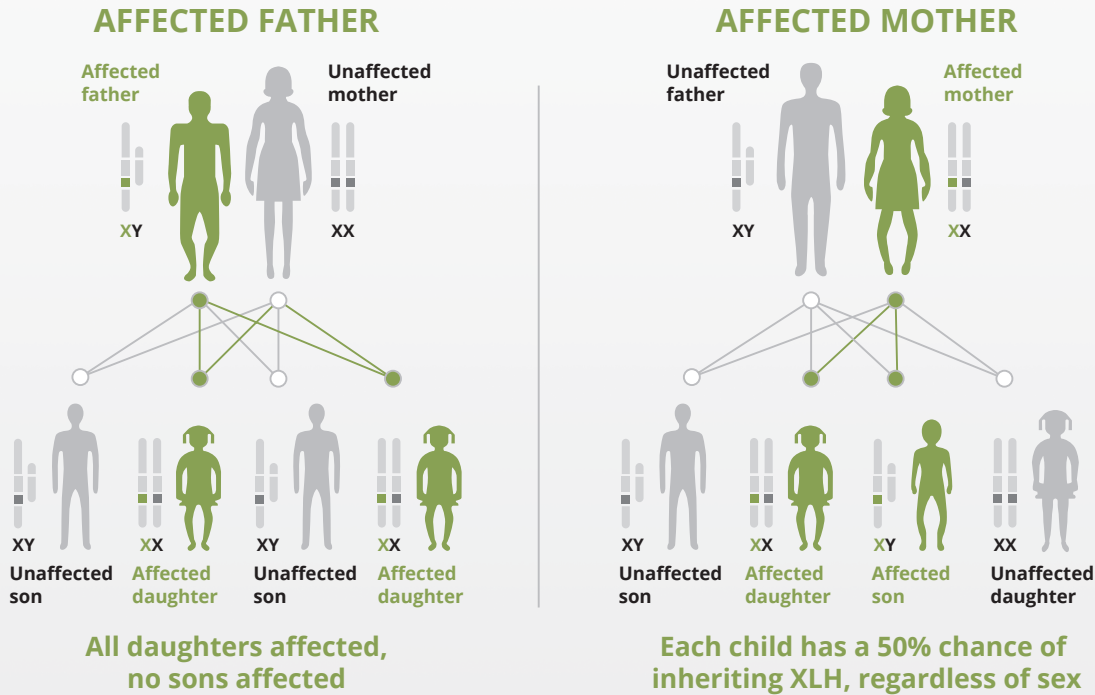 AFFECTED FATHER
Affected
father
Unaffected
mother
XY
XX
XY
Unaffected
son
XX
Affected
daughter
XY
Unaffected
son
XX
Affected
daughter
All daughters affected,
no sons affected
AFFECTED MOTHER
Unaffected
father
Affected
mother
XY
XX
XY
Unaffected
son
XX
Affected
daughter
XY
Affected
son
XX
Unaffected
daughter
Each child has a 50% chance of
inheriting XLH, regardless of sex